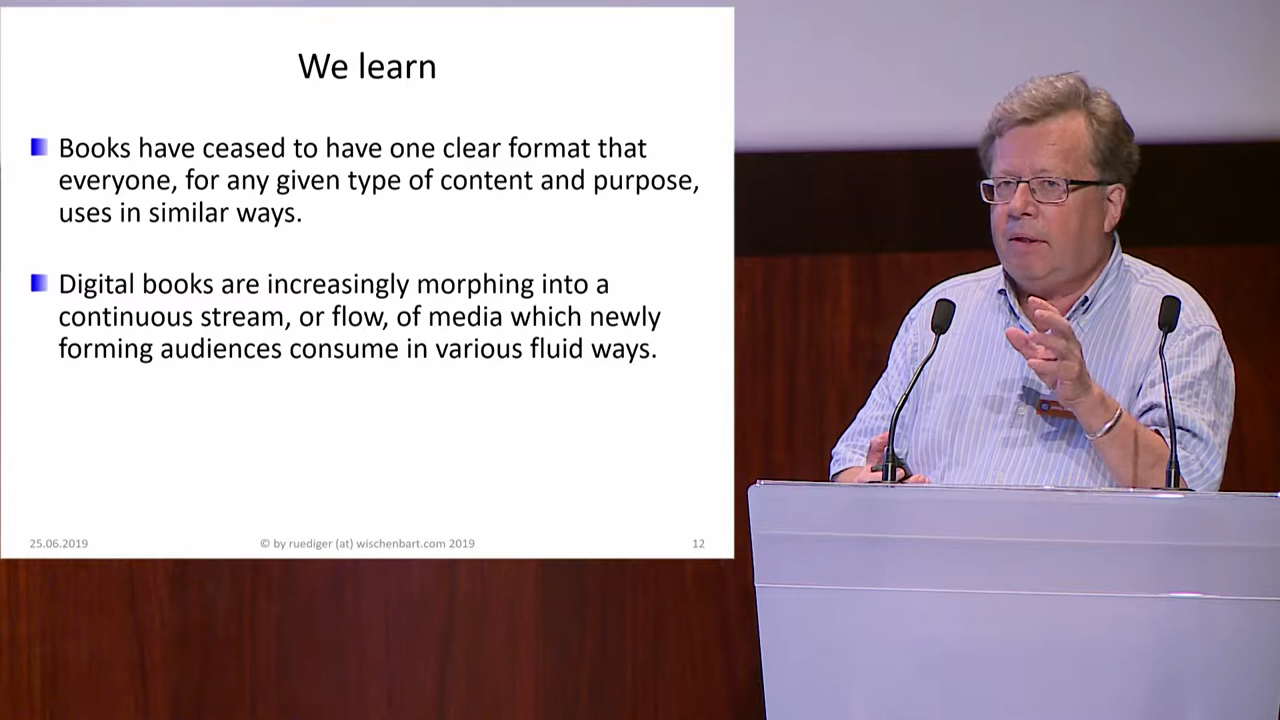 We learn
Books have ceased to have one clear format that
everyone, for any given type of content and purpose,
uses in similar ways.
Digital books are increasingly morphing into a
continuous stream, or flow, of media which newly
forming audiences consume in various fluid ways.
25.06.2019
© by ruediger (at) wischenbart.com 2019
12